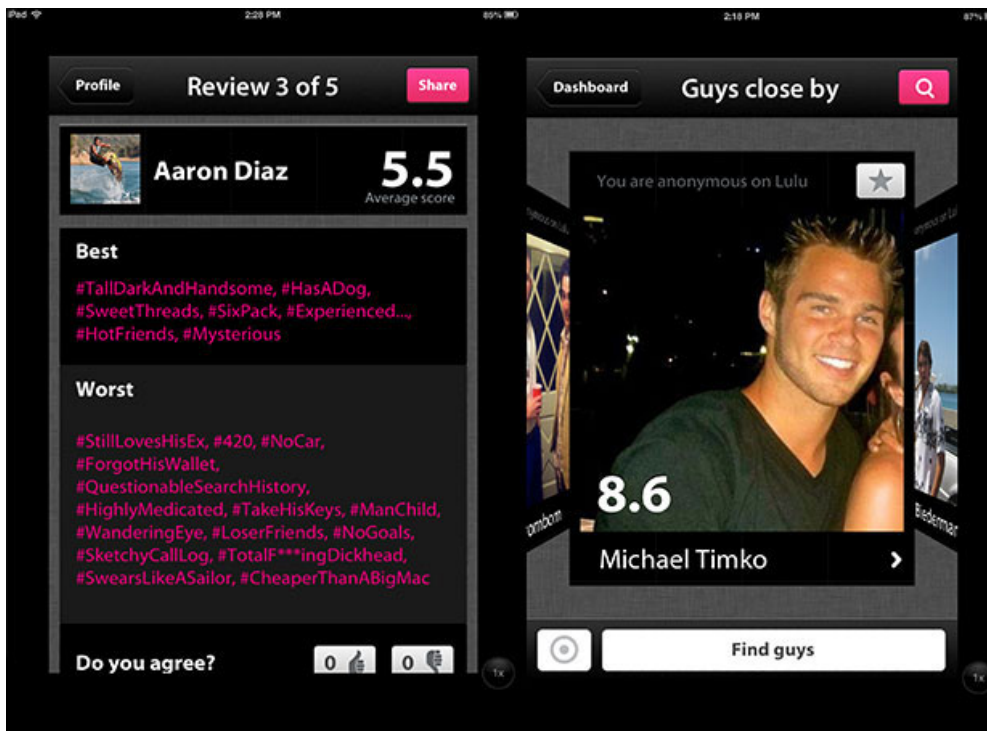 iPad
2:28 PM
89%
Profile
Review 3 of 5
Share
Aaron Diaz
5.5
Average score
Best
#TallDarkAndHandsome, #HasADog,
#SweetThreads, #SixPack, #Experienced...,
#HotFriends, #Mysterious
Worst
#StillLovesHisEx, #420, #NoCar,
#ForgotHisWallet,
#QuestionableSearchHistory,
#HighlyMedicated, #TakeHisKeys, #ManChild,
#WanderingEye, #LoserFriends, #NoGoals,
#SketchyCallLog, #TotalF***ingDickhead,
#SwearsLikeASailor, #CheaperThanABigMac
Do you agree?
0
0
1x
2:18 PM
87%
Dashboard
Guys close by
You are anonymous on Lulu
8.6
Michael Timko
Find guys
1x